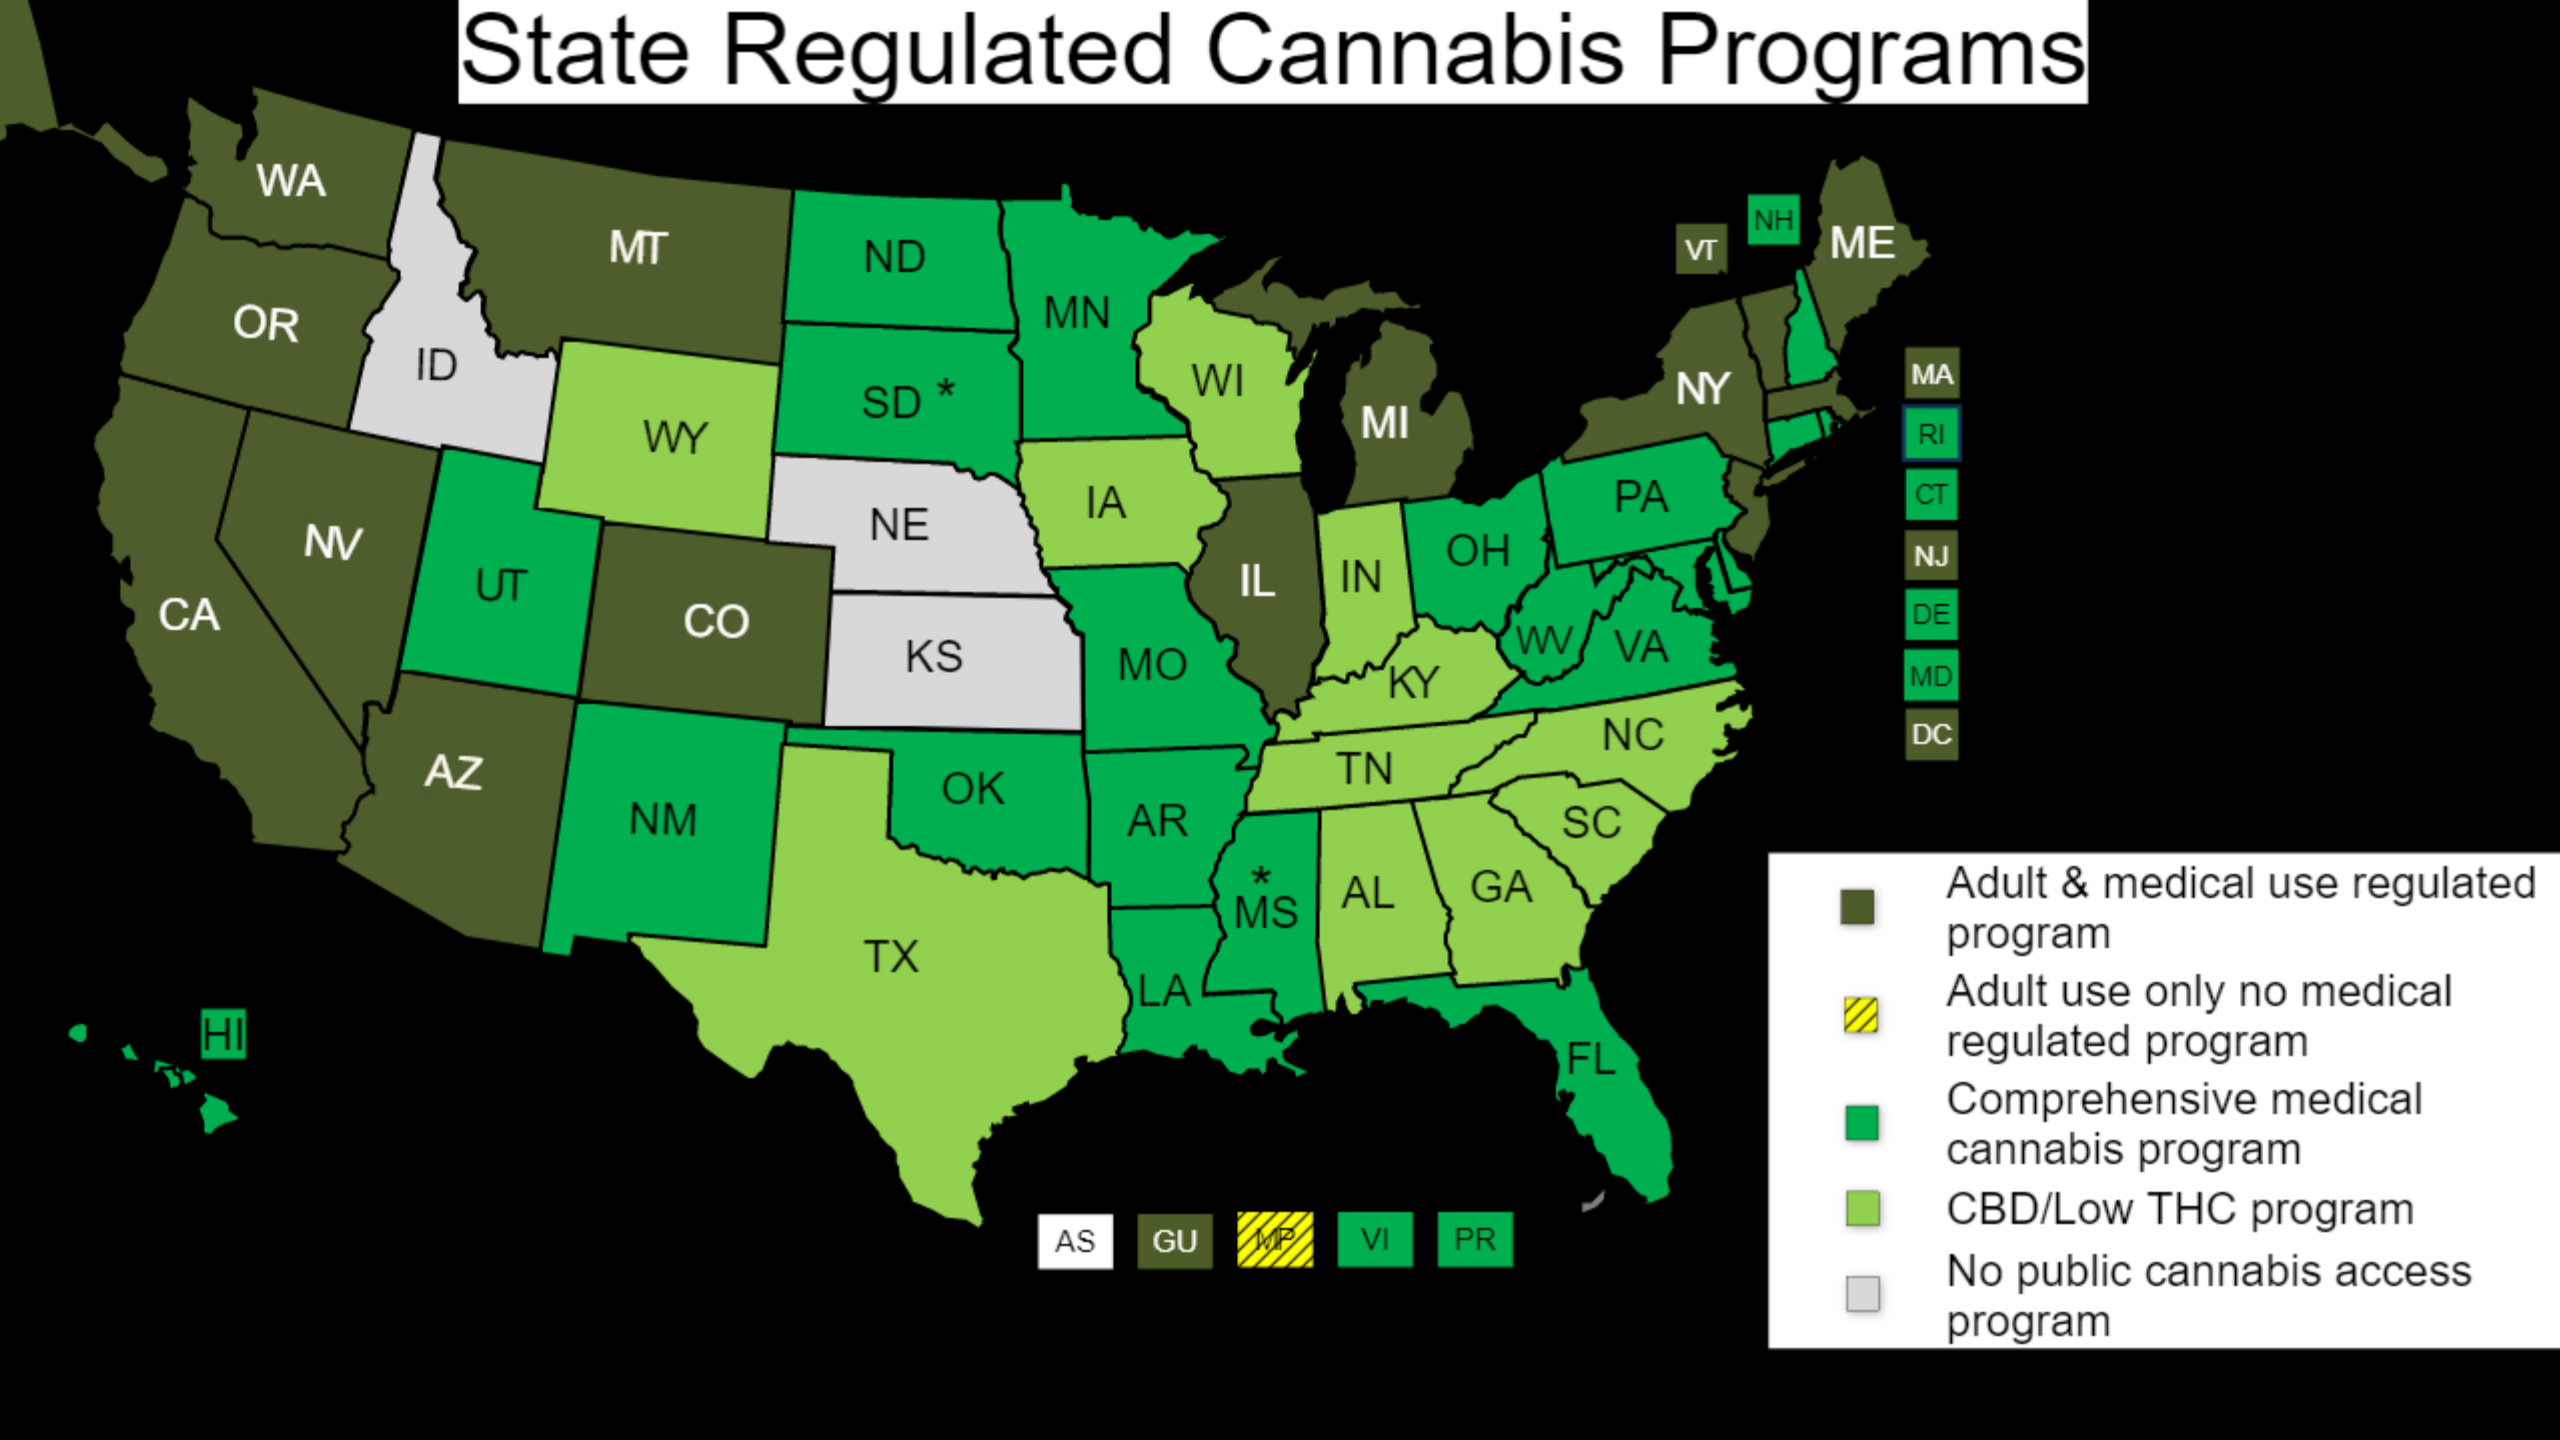 State Regulated Cannabis Programs
WA
MT
ND
MN
VT
NH
ME
OR
ID
SD *
WI
MI
NY
MA
RI
WY
CT
NE
IA
PA
NV
UT
CO
KS
IL
IN
OH
NJ
CA
MO
KY
WV
VA
DE
MD
DC
AZ
NM
OK
AR
TN
NC
SC
TX
LA
*
MS
AL
GA
FL
HI
AS
GU
MP
VI
PR
Adult & medical use regulated
program
Adult use only no medical
regulated program
Comprehensive medical
cannabis program
CBD/Low THC program
No public cannabis access
program